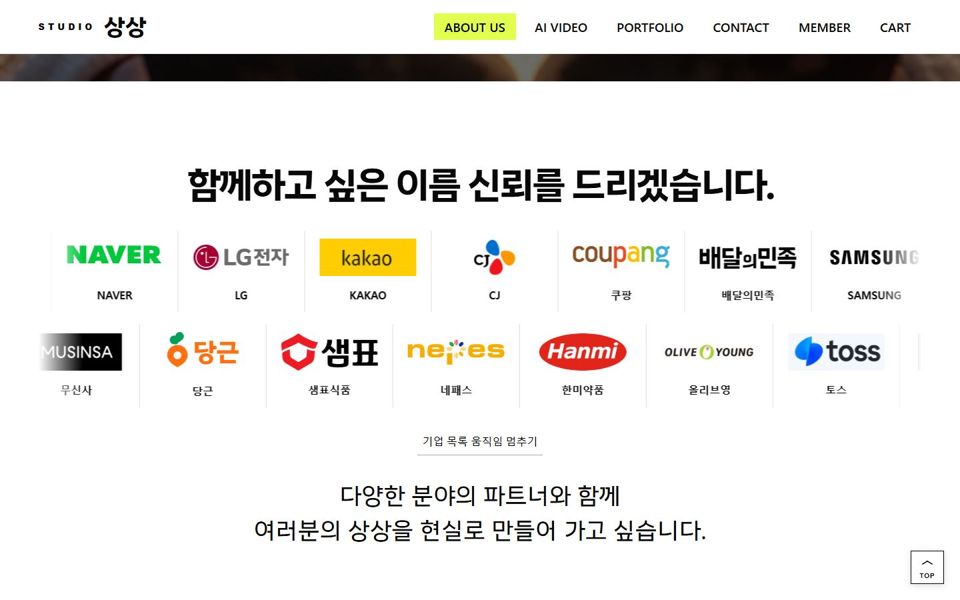 STUDIO 상상
ABOUT US AI VIDEO PORTFOLIO CONTACT MEMBER CART
함께하고 싶은 이름 신뢰를 드리겠습니다.
NAVER LG전자 kakao CJ coupang 배달의민족 SAMSUNG
NAVER LG KAKAO CJ 쿠팡 배달의민족 SAMSUNG
MUSINSA 당근 샘표 nepes Hanmi OLIVE YOUNG toss
무신사 당근 샘표식품 네패스 한미약품 올리브영 토스
기업 목록 움직임 멈추기
다양한 분야의 파트너와 함께
여러분의 상상을 현실로 만들어 가고 싶습니다.
TOP